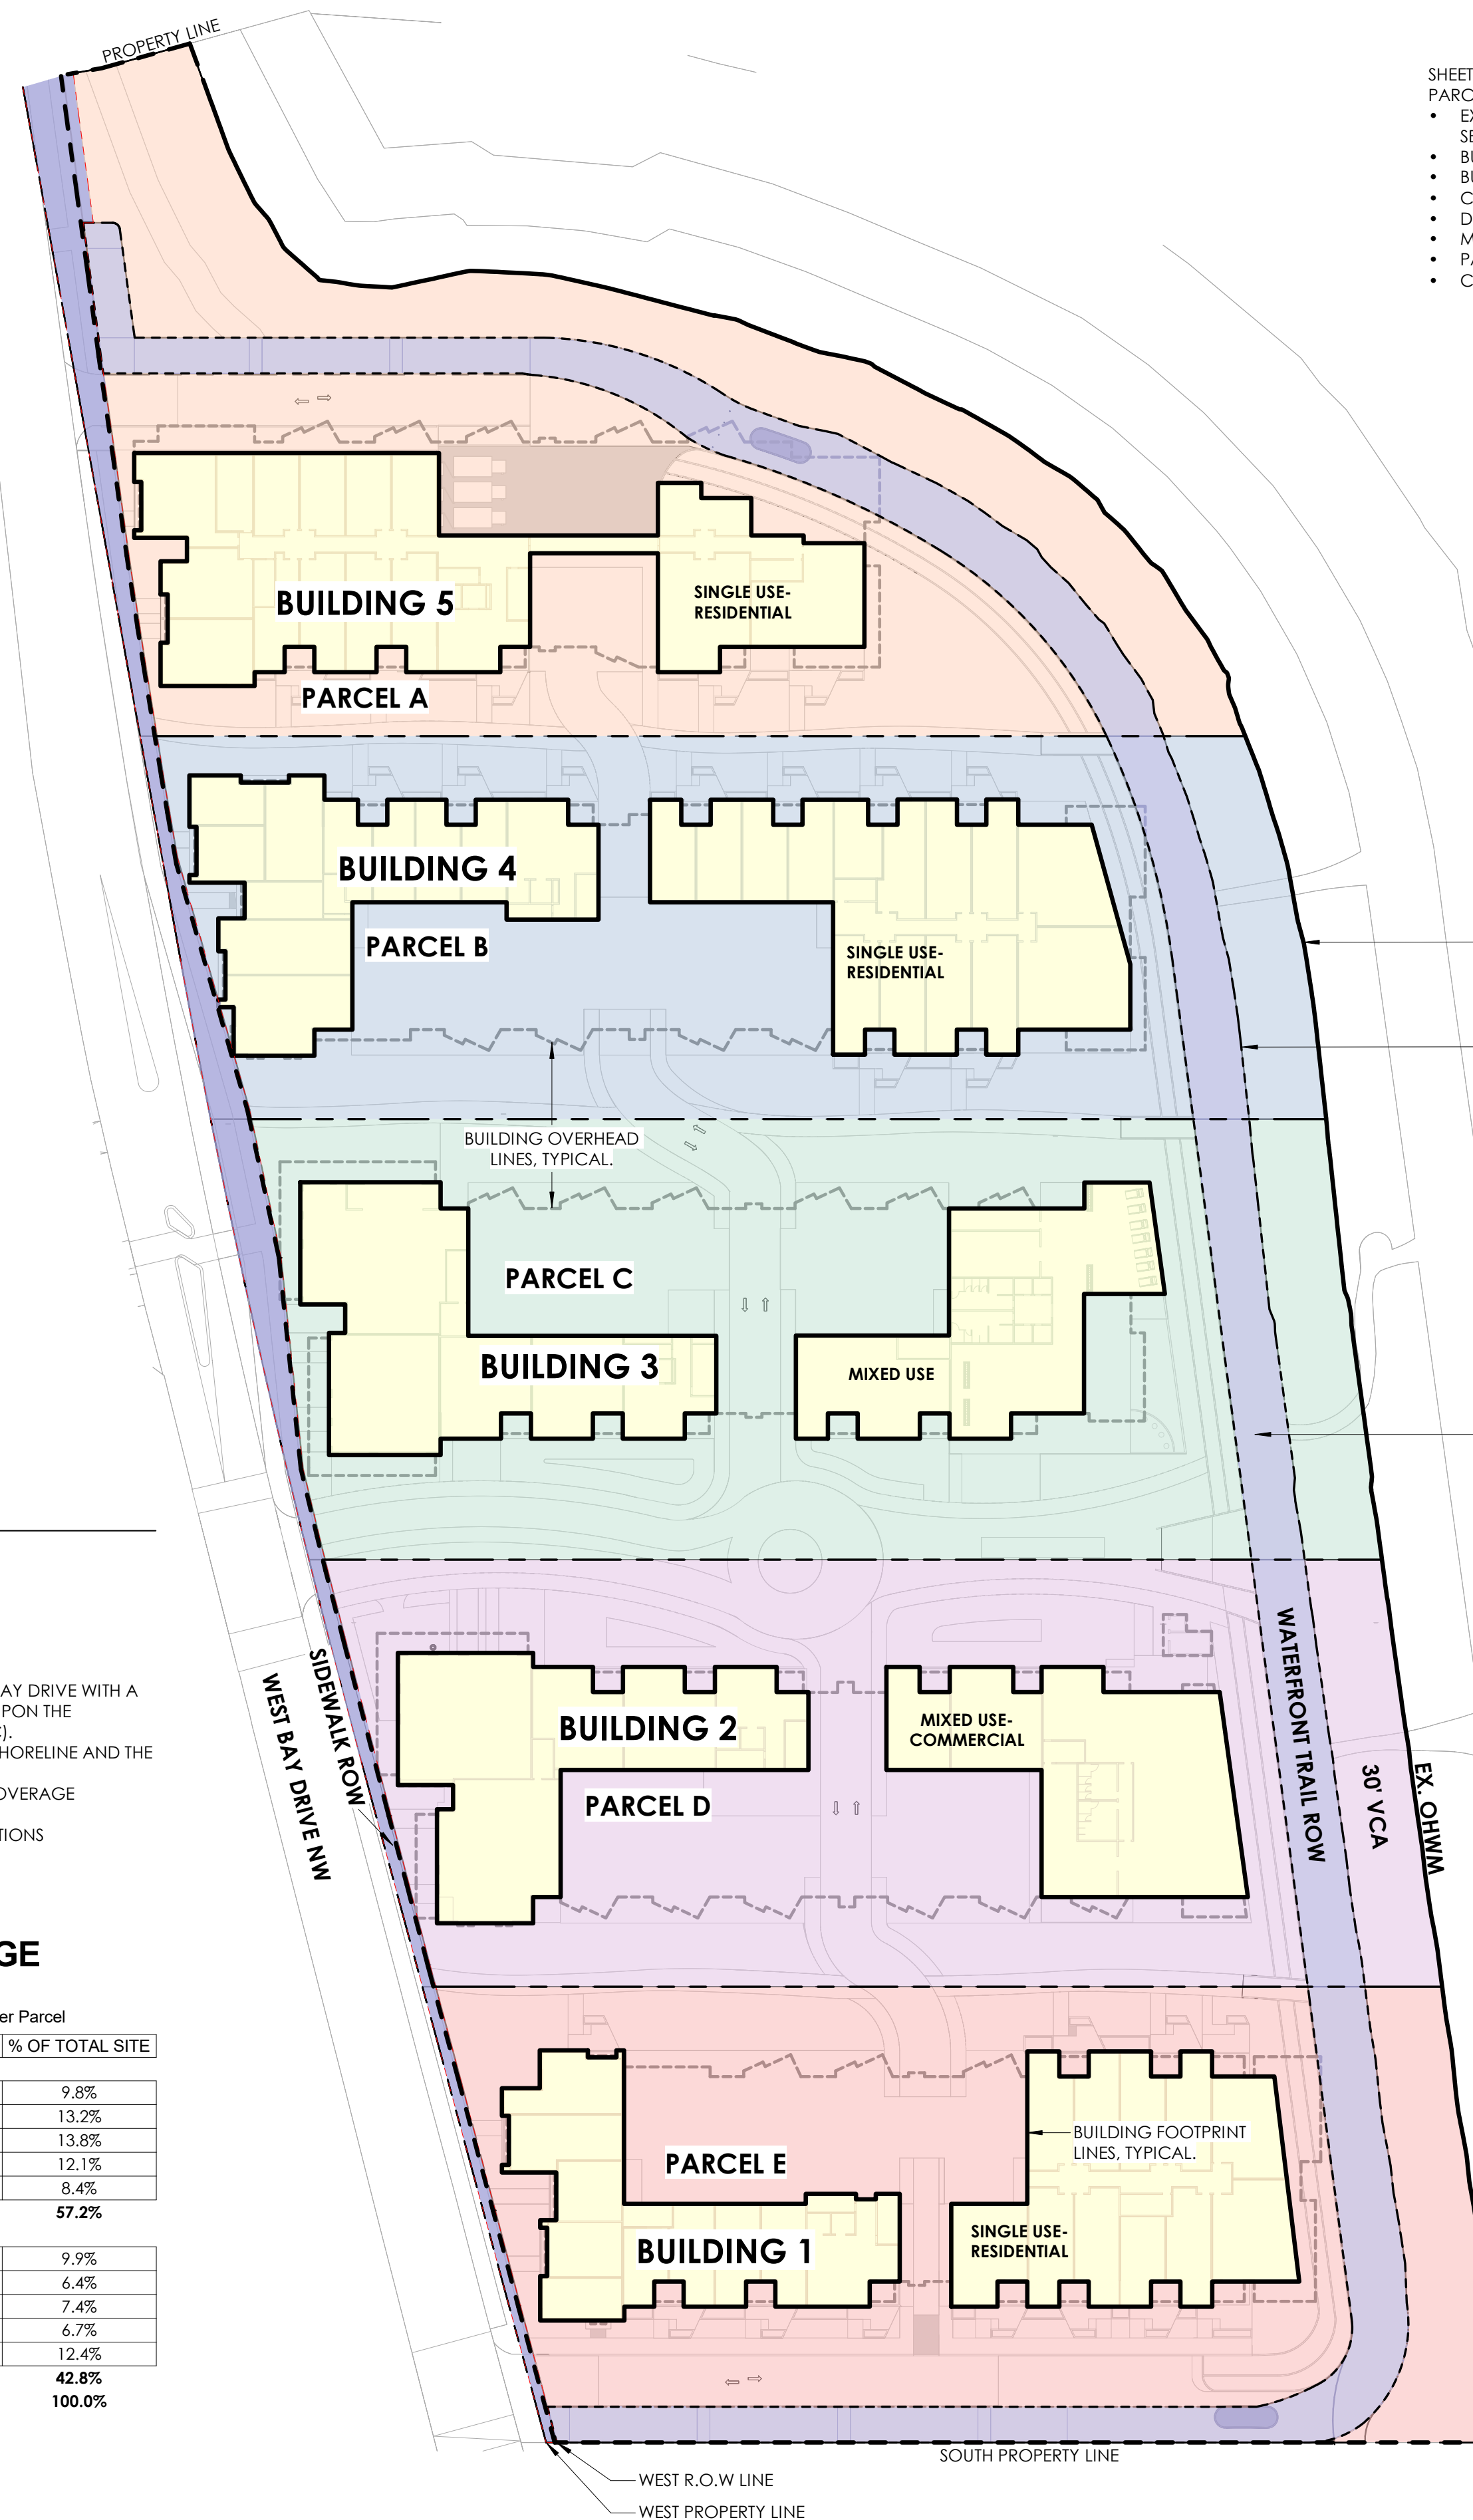 PROPERTY LINE
SHEET
BUILDING 5
SINGLE USE-
RESIDENTIAL
PARCEL A
BUILDING 4
PARCEL B
SINGLE USE-
RESIDENTIAL
BUILDING OVERHEAD
LINES, TYPICAL.
PARCEL C
BUILDING 3
MIXED USE
SIDEWALK ROW
WEST BAY DRIVE NW
BUILDING 2
MIXED USE-
COMMERCIAL
PARCEL D
WATERFRONT TRAIL ROW
30' VCA
EX. OHWM
AY DRIVE WITH A
PON THE
).
HORELINE AND THE
OVERAGE
TIONS
GE
er Parcel
% OF TOTAL SITE
9.8%
13.2%
13.8%
12.1%
8.4%
57.2%
9.9%
6.4%
7.4%
6.7%
12.4%
42.8%
100.0%
PARCEL E
BUILDING FOOTPRINT
LINES, TYPICAL.
BUILDING 1
SINGLE USE-
RESIDENTIAL
SOUTH PROPERTY LINE
WEST R.O.W LINE
WEST PROPERTY LINE